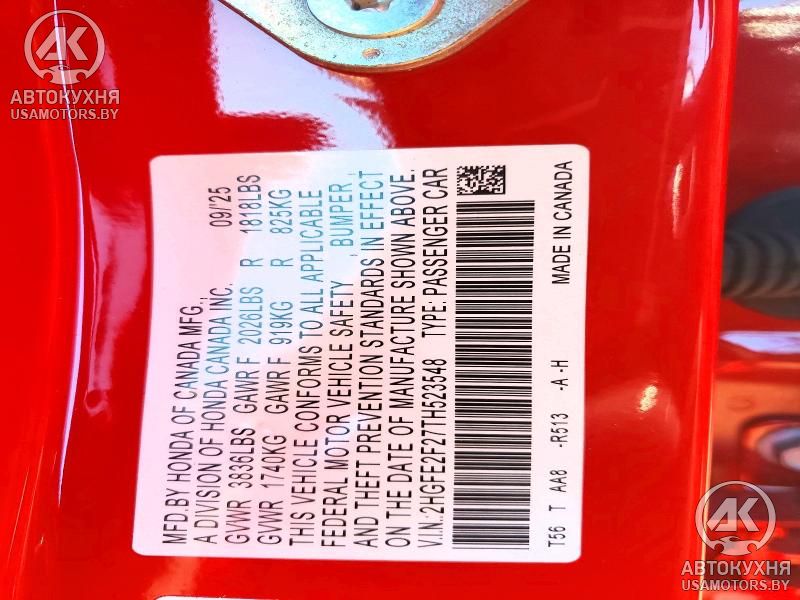 MFD.BY HONDA OF CANADA MFG.,
A DIVISION OF HONDA CANADA INC. 09/'25
GVWR 3836LBS GAWR F 2026LBS R 1818LBS
GVWR 1740KG GAWR F 919KG R 825KG
THIS VEHICLE CONFORMS TO ALL APPLICABLE
FEDERAL MOTOR VEHICLE SAFETY , BUMPER ,
AND THEFT PREVENTION STANDARDS IN EFFECT
ON THE DATE OF MANUFACTURE SHOWN ABOVE.
V.I.N.:2HGFE2F27TH523548 TYPE: PASSENGER CAR
T56 T AA8 -R513 -A -H MADE IN CANADA
АК
АВТОКУХНЯ
USAMOTORS.BY
АК
АВТОКУХНЯ
USAMOTORS.BY